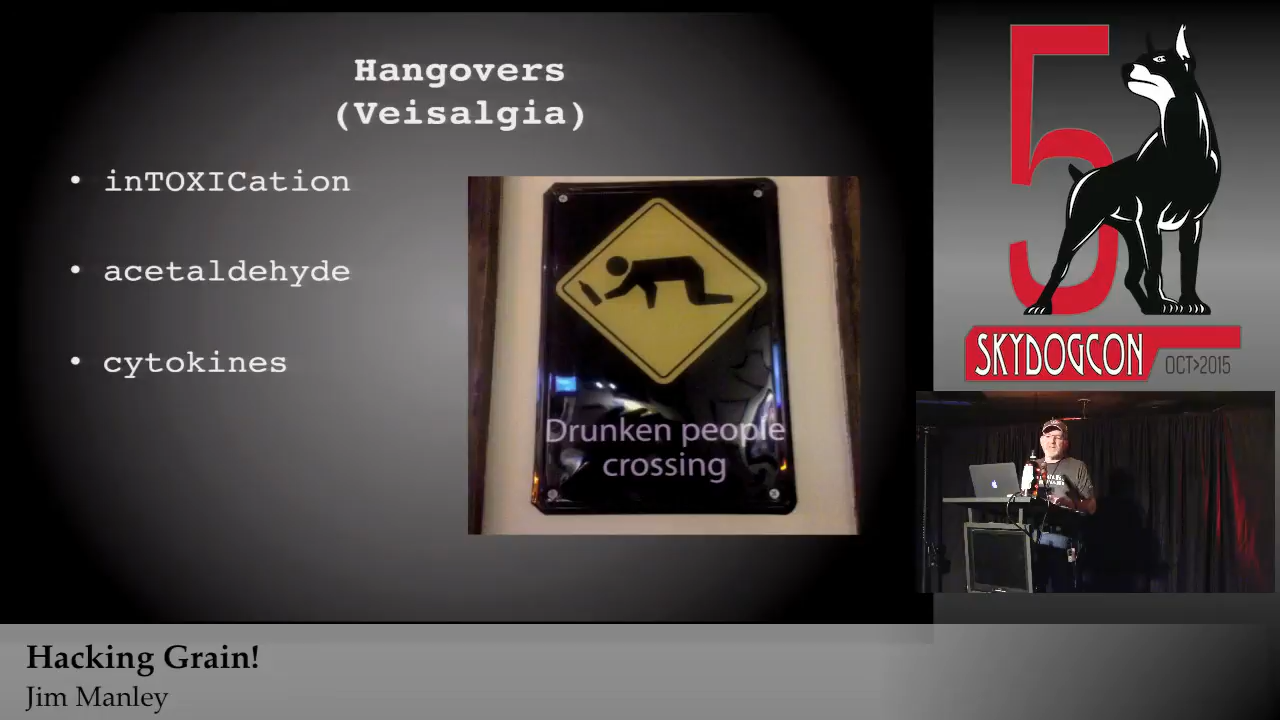 Hangovers
(Veisalgia)
• inTOXICation
• acetaldehyde
• cytokines
Drunken people
crossing
5
SKYDOGCON
OCT>2015
Hacking Grain!
Jim Manley